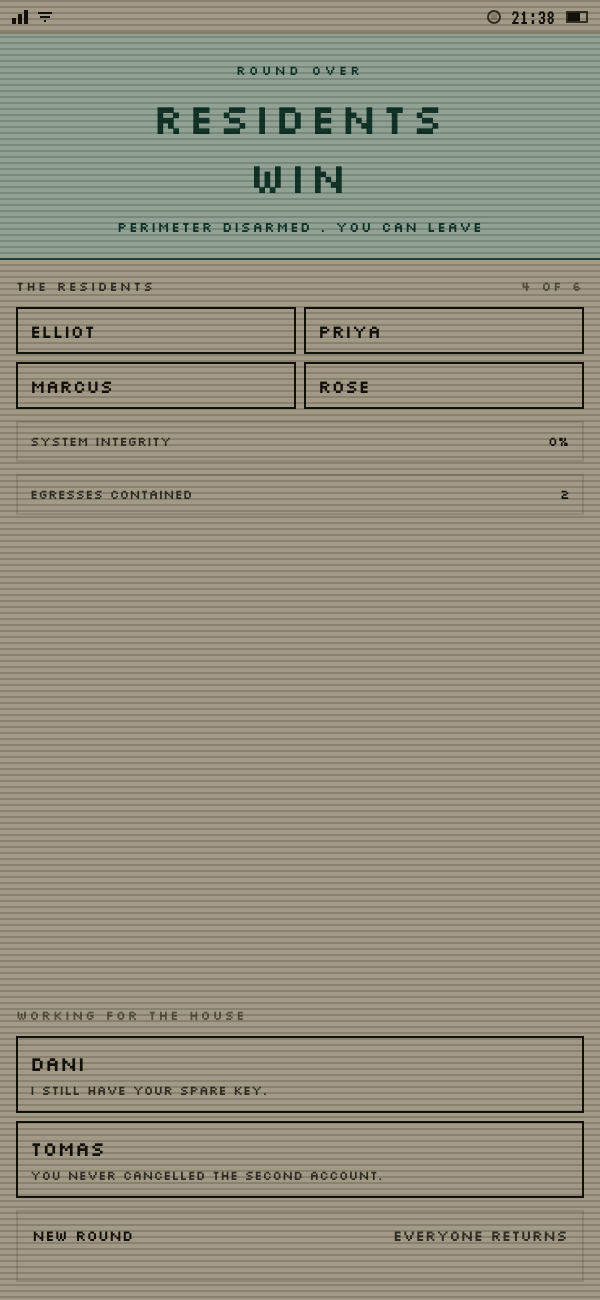 21:38
ROUND OVER
RESIDENTS
WIN
PERIMETER DISARMED . YOU CAN LEAVE
THE RESIDENTS 4 OF 6
ELLIOT PRIYA
MARCUS ROSE
SYSTEM INTEGRITY 0%
EGRESSES CONTAINED 2
WORKING FOR THE HOUSE
DANI
I STILL HAVE YOUR SPARE KEY.
TOMAS
YOU NEVER CANCELLED THE SECOND ACCOUNT.
NEW ROUND EVERYONE RETURNS